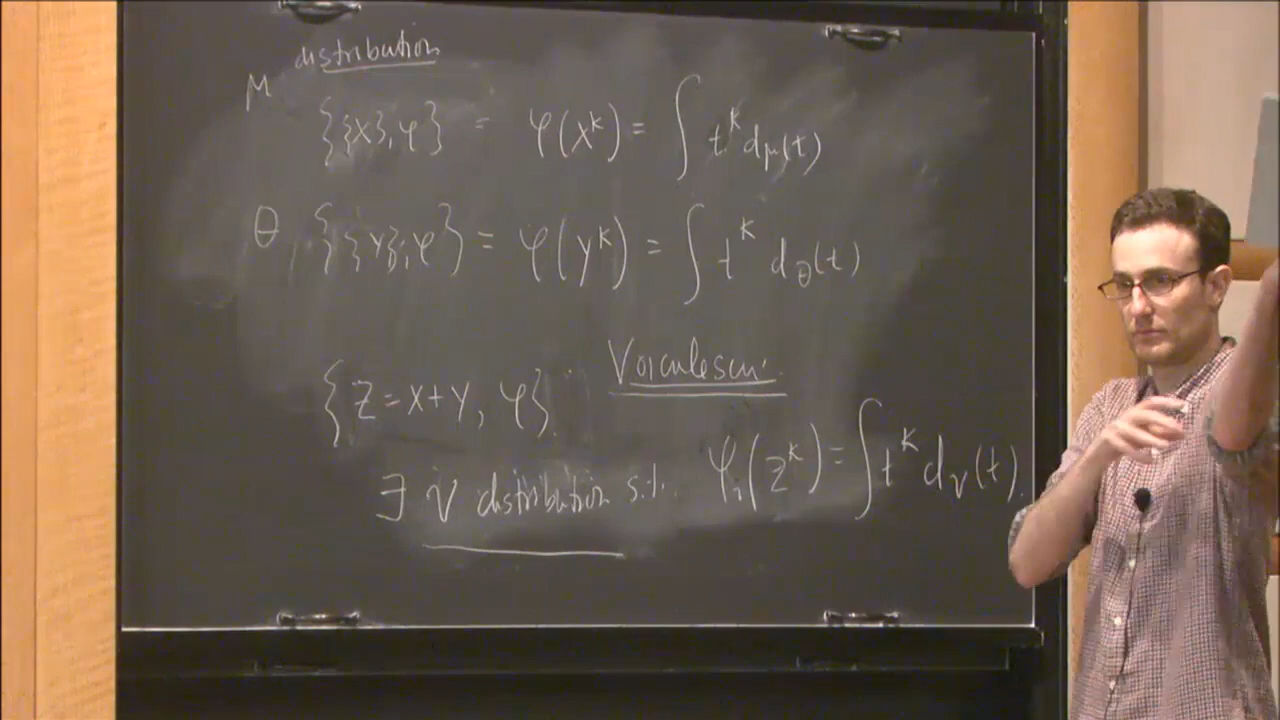 distribution
μ {{x}, φ} = φ(x^k) = ∫ t^k dμ(t)
θ, {{y}, φ} = φ(y^k) = ∫ t^k dθ(t)
{z = x+y, φ} Voiculescu
∃ ν distribution s.t. φ(z^k) = ∫ t^k dν(t).